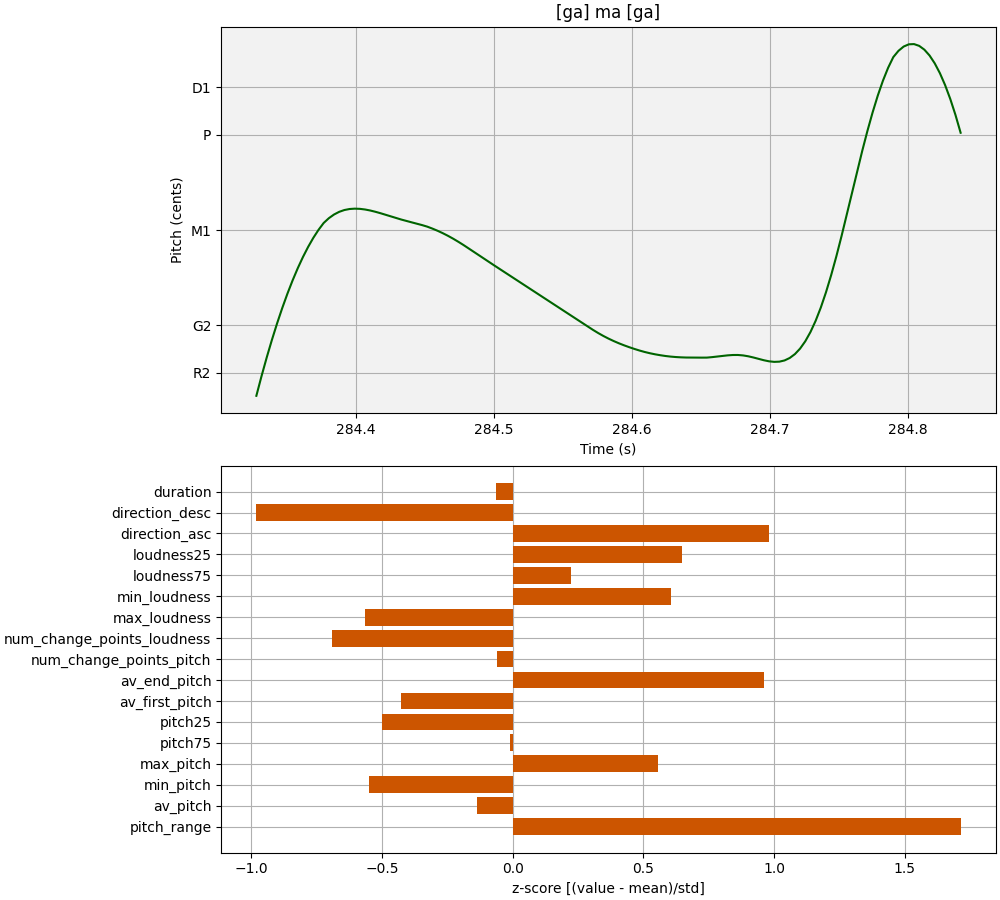 [ga] ma [ga]
Pitch (cents)
D1
P
M1
G2
R2
284.4 284.5 284.6 284.7 284.8
Time (s)
duration
direction_desc
direction_asc
loudness25
loudness75
min_loudness
max_loudness
num_change_points_loudness
num_change_points_pitch
av_end_pitch
av_first_pitch
pitch25
pitch75
max_pitch
min_pitch
av_pitch
pitch_range
−1.0 −0.5 0.0 0.5 1.0 1.5
z-score [(value - mean)/std]